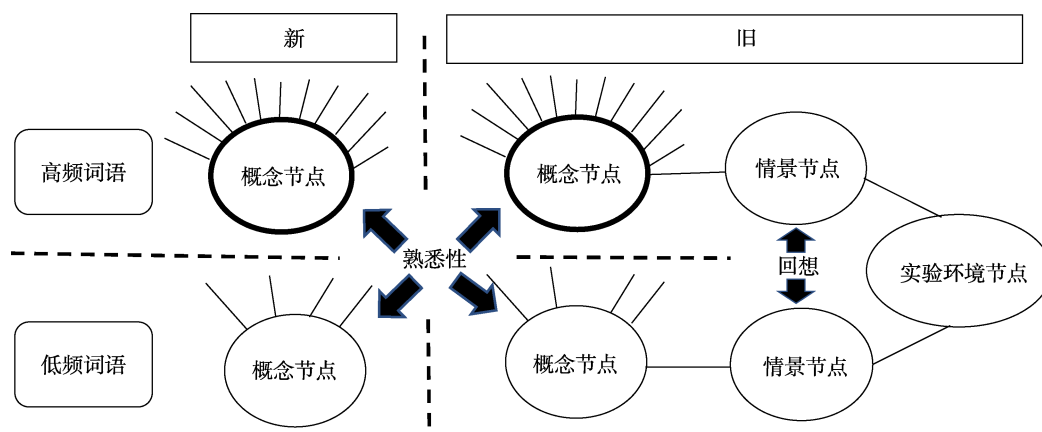 新
旧
高频词语
概念节点
概念节点
情景节点
熟悉性
回想
实验环境节点
低频词语
概念节点
概念节点
情景节点